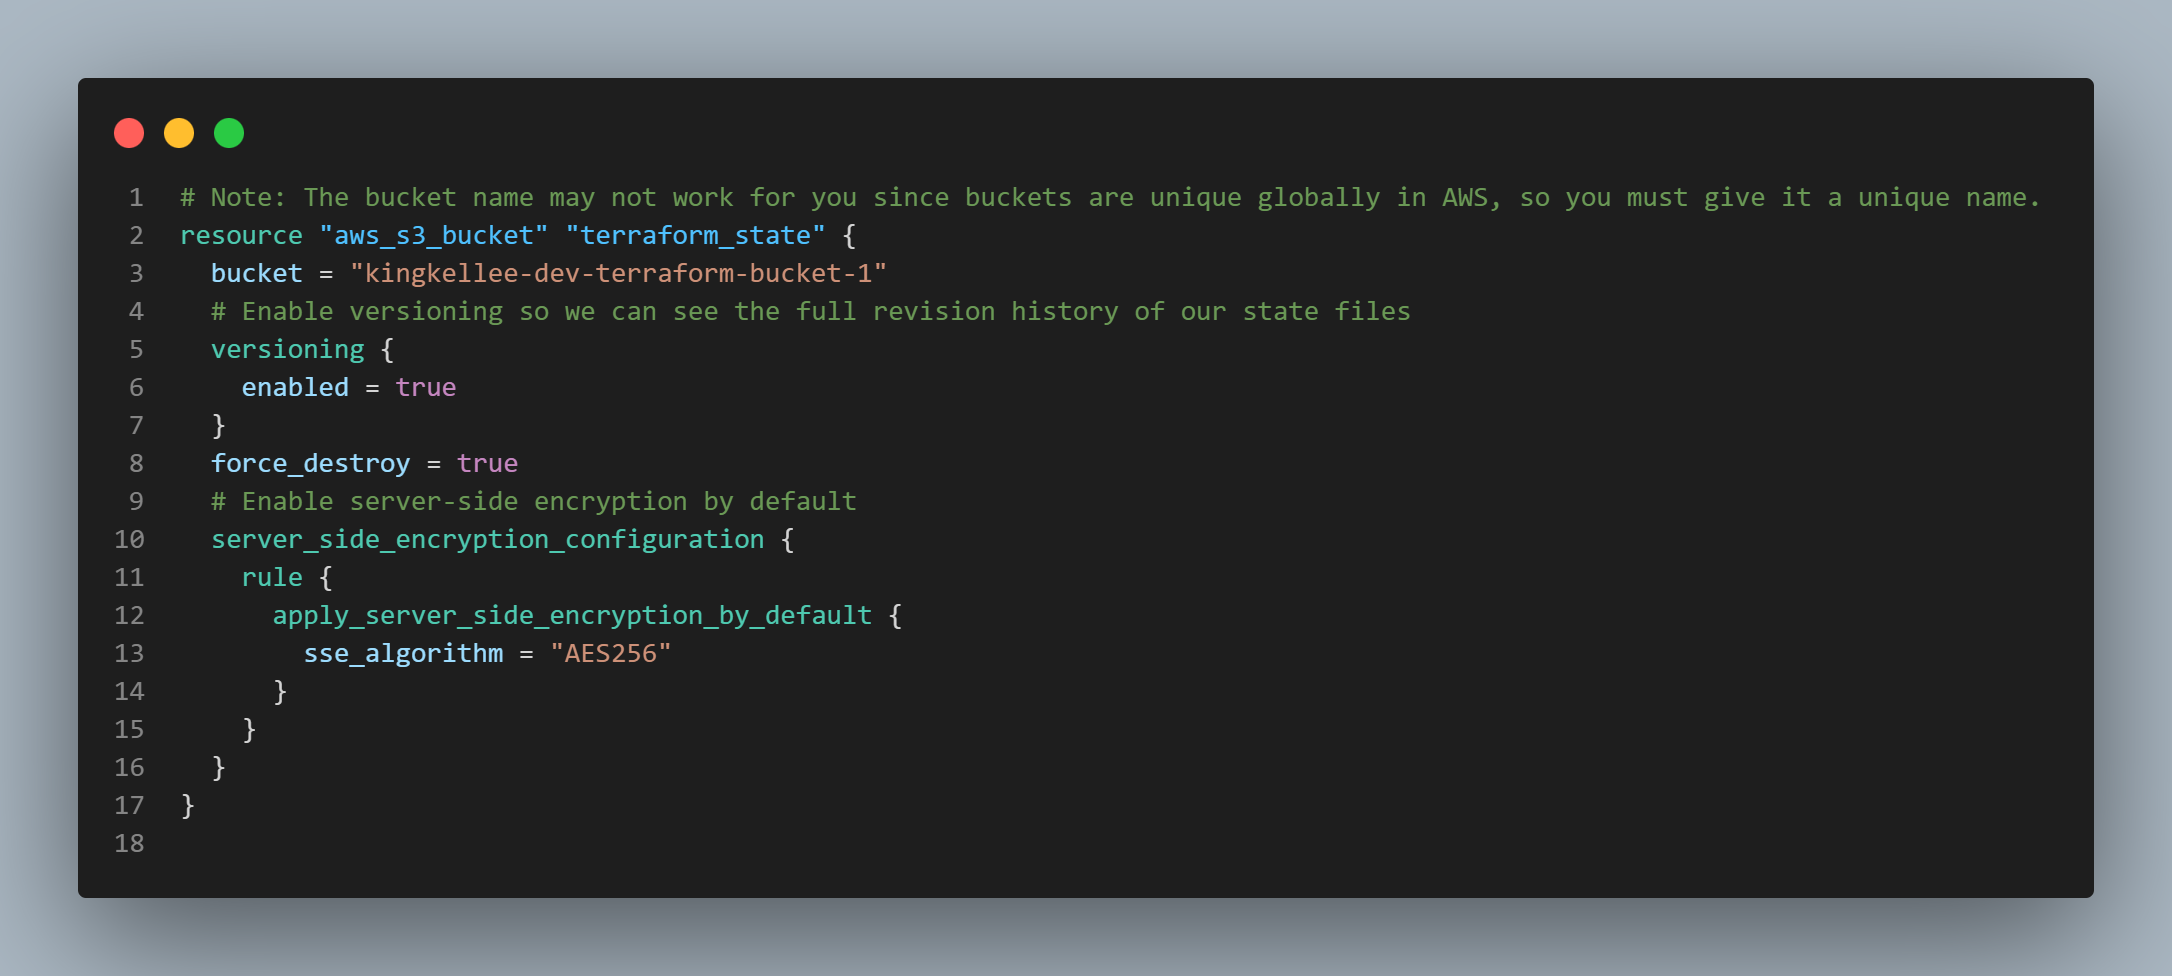 1 # Note: The bucket name may not work for you since buckets are unique globally in AWS, so you must give it a unique name.
2 resource "aws_s3_bucket" "terraform_state" {
3   bucket = "kingkellee-dev-terraform-bucket-1"
4   # Enable versioning so we can see the full revision history of our state files
5   versioning {
6     enabled = true
7   }
8   force_destroy = true
9   # Enable server-side encryption by default
10   server_side_encryption_configuration {
11     rule {
12       apply_server_side_encryption_by_default {
13         sse_algorithm = "AES256"
14       }
15     }
16   }
17 }
18